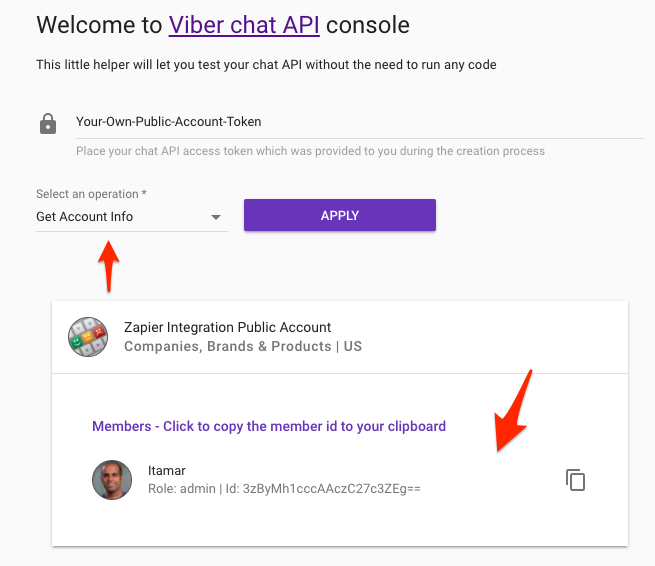 Welcome to Viber chat API console
This little helper will let you test your chat API without the need to run any code
Your-Own-Public-Account-Token
Place your chat API access token which was provided to you during the creation process
Select an operation *
Get Account Info
APPLY
Zapier Integration Public Account
Companies, Brands & Products | US
Members - Click to copy the member id to your clipboard
Itamar
Role: admin | Id: 3zByMh1cccAAczC27c3ZEg==